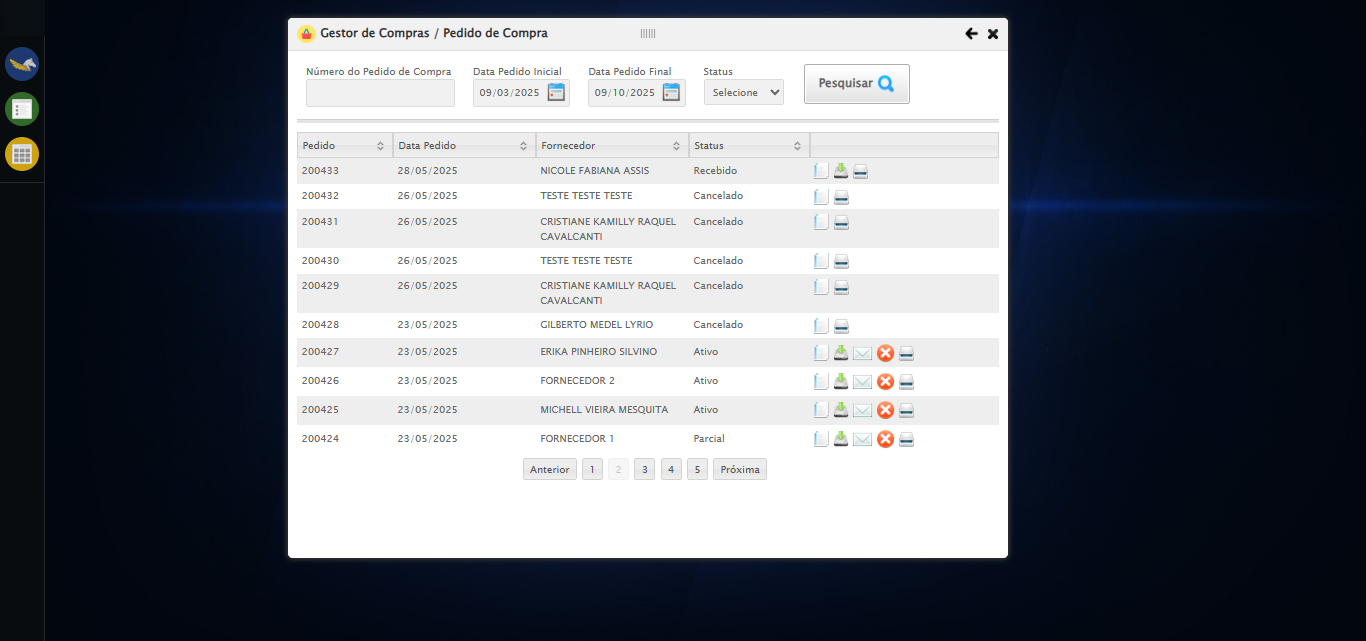 Gestor de Compras / Pedido de Compra
Número do Pedido de Compra Data Pedido Inicial Data Pedido Final Status
09/03/2025 09/10/2025 Selecione Pesquisar
Pedido Data Pedido Fornecedor Status
200433 28/05/2025 NICOLE FABIANA ASSIS Recebido
200432 26/05/2025 TESTE TESTE TESTE Cancelado
200431 26/05/2025 CRISTIANE KAMILLY RAQUEL Cancelado
CAVALCANTI
200430 26/05/2025 TESTE TESTE TESTE Cancelado
200429 26/05/2025 CRISTIANE KAMILLY RAQUEL Cancelado
CAVALCANTI
200428 23/05/2025 GILBERTO MEDEL LYRIO Cancelado
200427 23/05/2025 ERIKA PINHEIRO SILVINO Ativo
200426 23/05/2025 FORNECEDOR 2 Ativo
200425 23/05/2025 MICHELL VIEIRA MESQUITA Ativo
200424 23/05/2025 FORNECEDOR 1 Parcial
Anterior 1 2 3 4 5 Próxima